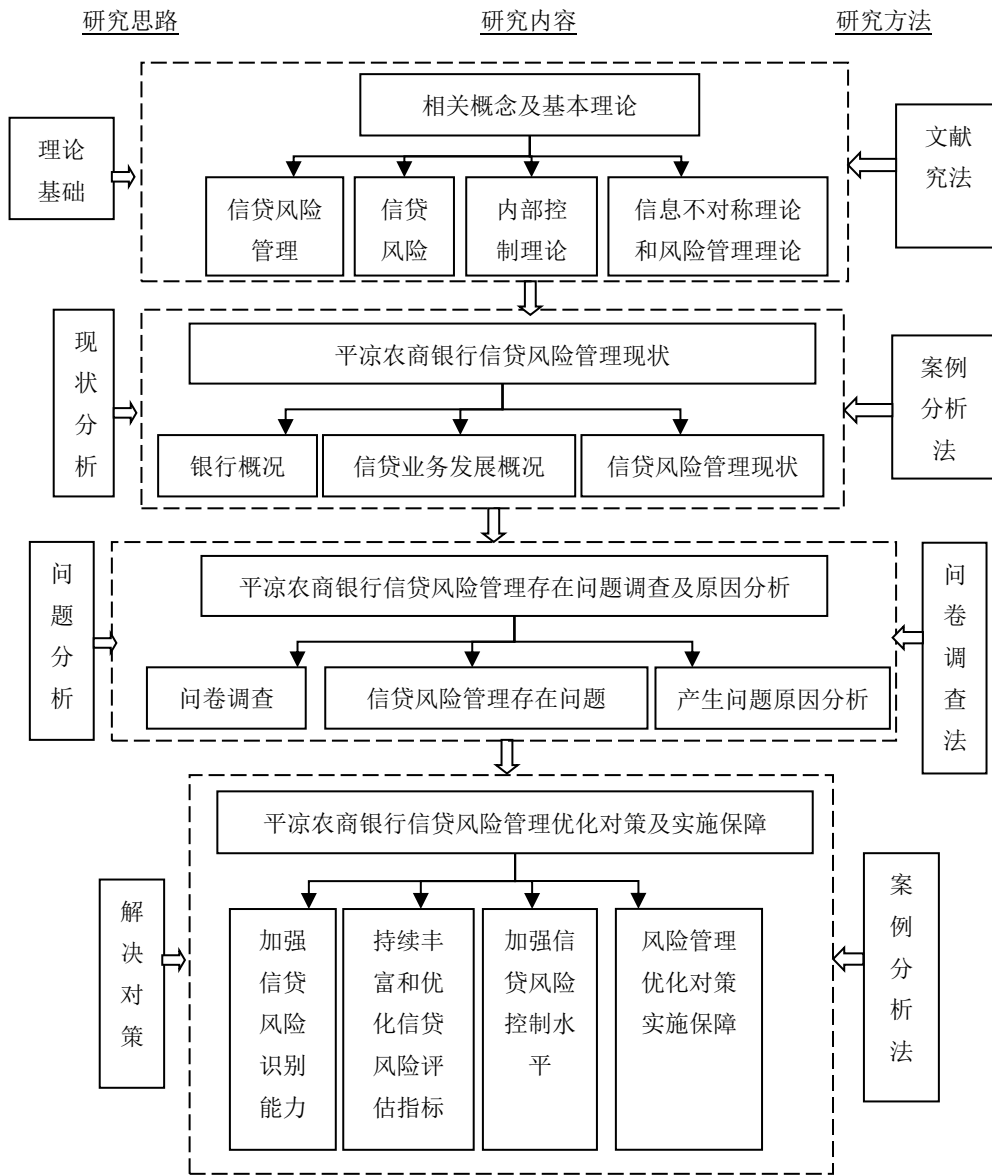 研究思路
研究内容
研究方法
相关概念及基本理论
理论
基础
文献
究法
信贷风险
管理
信贷
风险
内部控
制理论
信息不对称理论
和风险管理理论
现
状
分
析
平凉农商银行信贷风险管理现状
案例
分析
法
银行概况
信贷业务发展概况
信贷风险管理现状
问
题
分
析
平凉农商银行信贷风险管理存在问题调查及原因分析
问
卷
调
查
法
问卷调查
信贷风险管理存在问题
产生问题原因分析
平凉农商银行信贷风险管理优化对策及实施保障
解
决
对
策
加强
信贷
风险
识别
能力
持续丰
富和优
化信贷
风险评
估指标
加强信
贷风险
控制水
平
风险管理
优化对策
实施保障
案
例
分
析
法